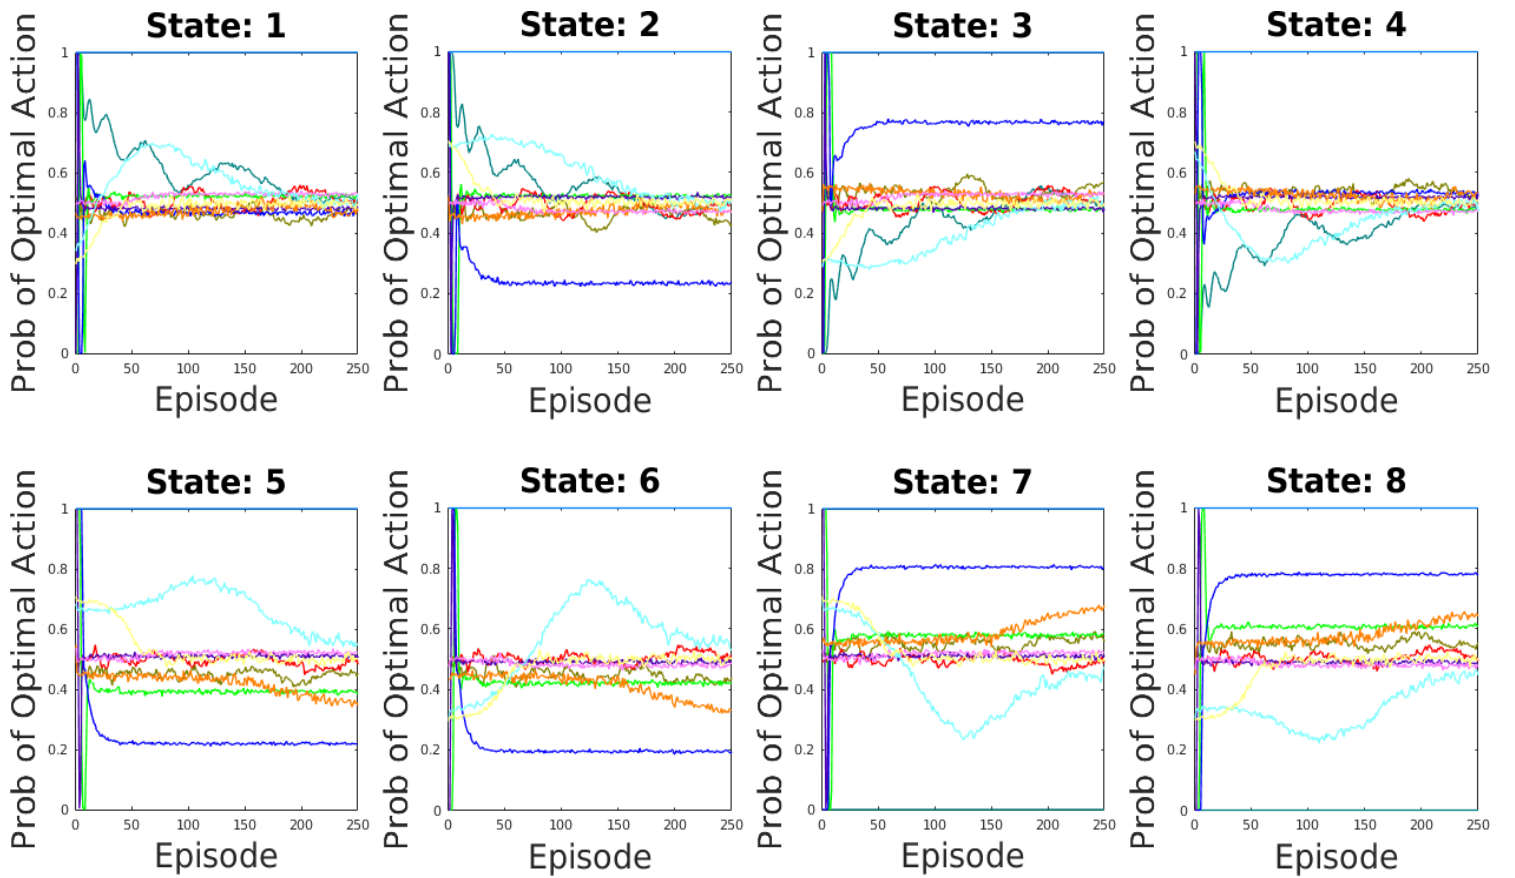 State: 1 State: 2 State: 3 State: 4
Prob of Optimal Action Prob of Optimal Action Prob of Optimal Action Prob of Optimal Action
1 1 1 1
0.8 0.8 0.8 0.8
0.6 0.6 0.6 0.6
0.4 0.4 0.4 0.4
0.2 0.2 0.2 0.2
0 0 0 0
0 50 100 150 200 250 0 50 100 150 200 250 0 50 100 150 200 250 0 50 100 150 200 250
Episode Episode Episode Episode
State: 5 State: 6 State: 7 State: 8
Prob of Optimal Action Prob of Optimal Action Prob of Optimal Action Prob of Optimal Action
1 1 1 1
0.8 0.8 0.8 0.8
0.6 0.6 0.6 0.6
0.4 0.4 0.4 0.4
0.2 0.2 0.2 0.2
0 0 0 0
0 50 100 150 200 250 0 50 100 150 200 250 0 50 100 150 200 250 0 50 100 150 200 250
Episode Episode Episode Episode